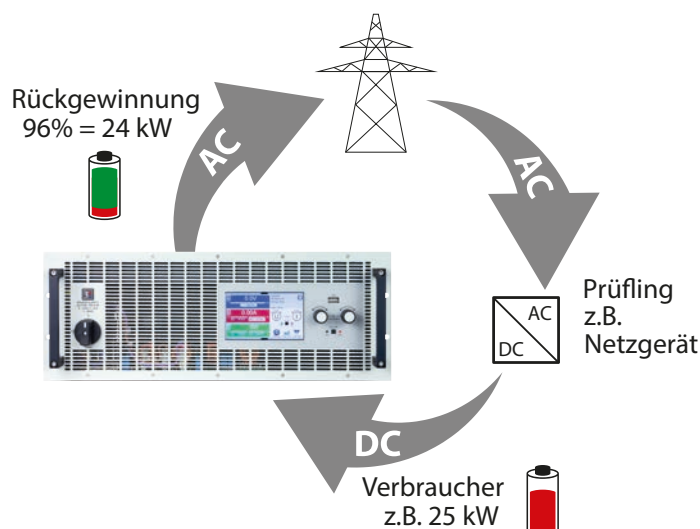 Rückgewinnung
96% = 24 kW
AC
AC
AC
DC
Prüfling
z.B.
Netzgerät
DC
Verbraucher
z.B. 25 kW